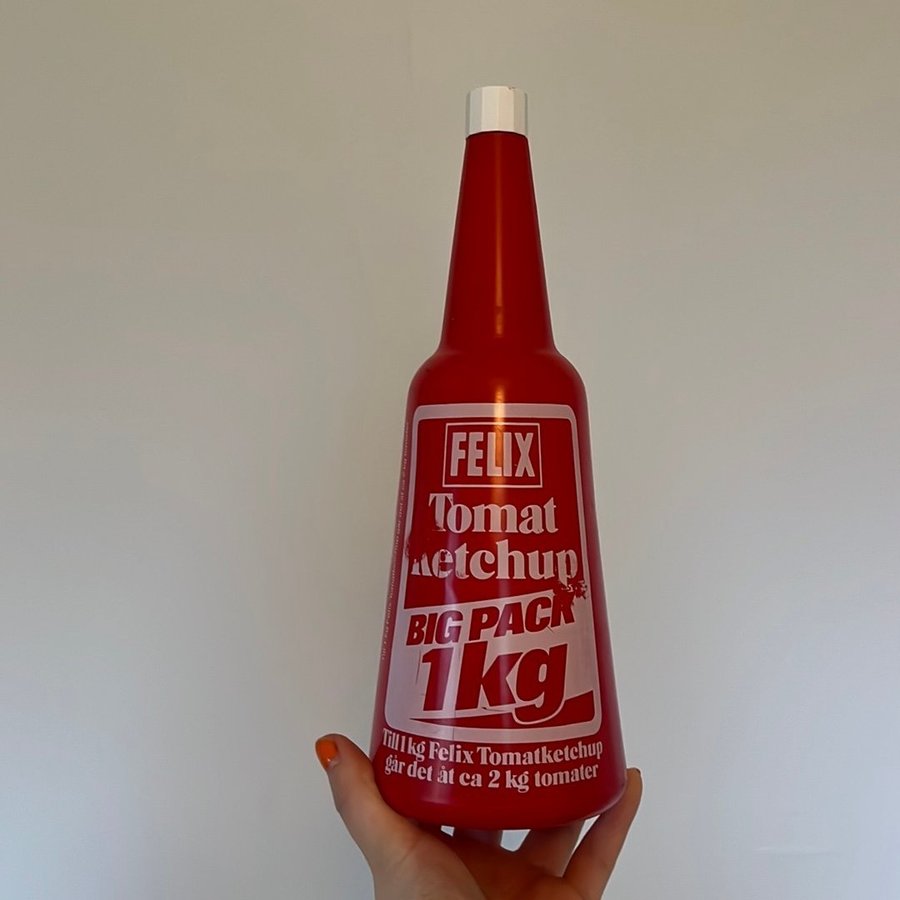 FELIX
Tomat
Ketchup
BIG PACK
1kg
Till 1 kg Felix Tomatketchup
går det åt ca 2 kg tomater